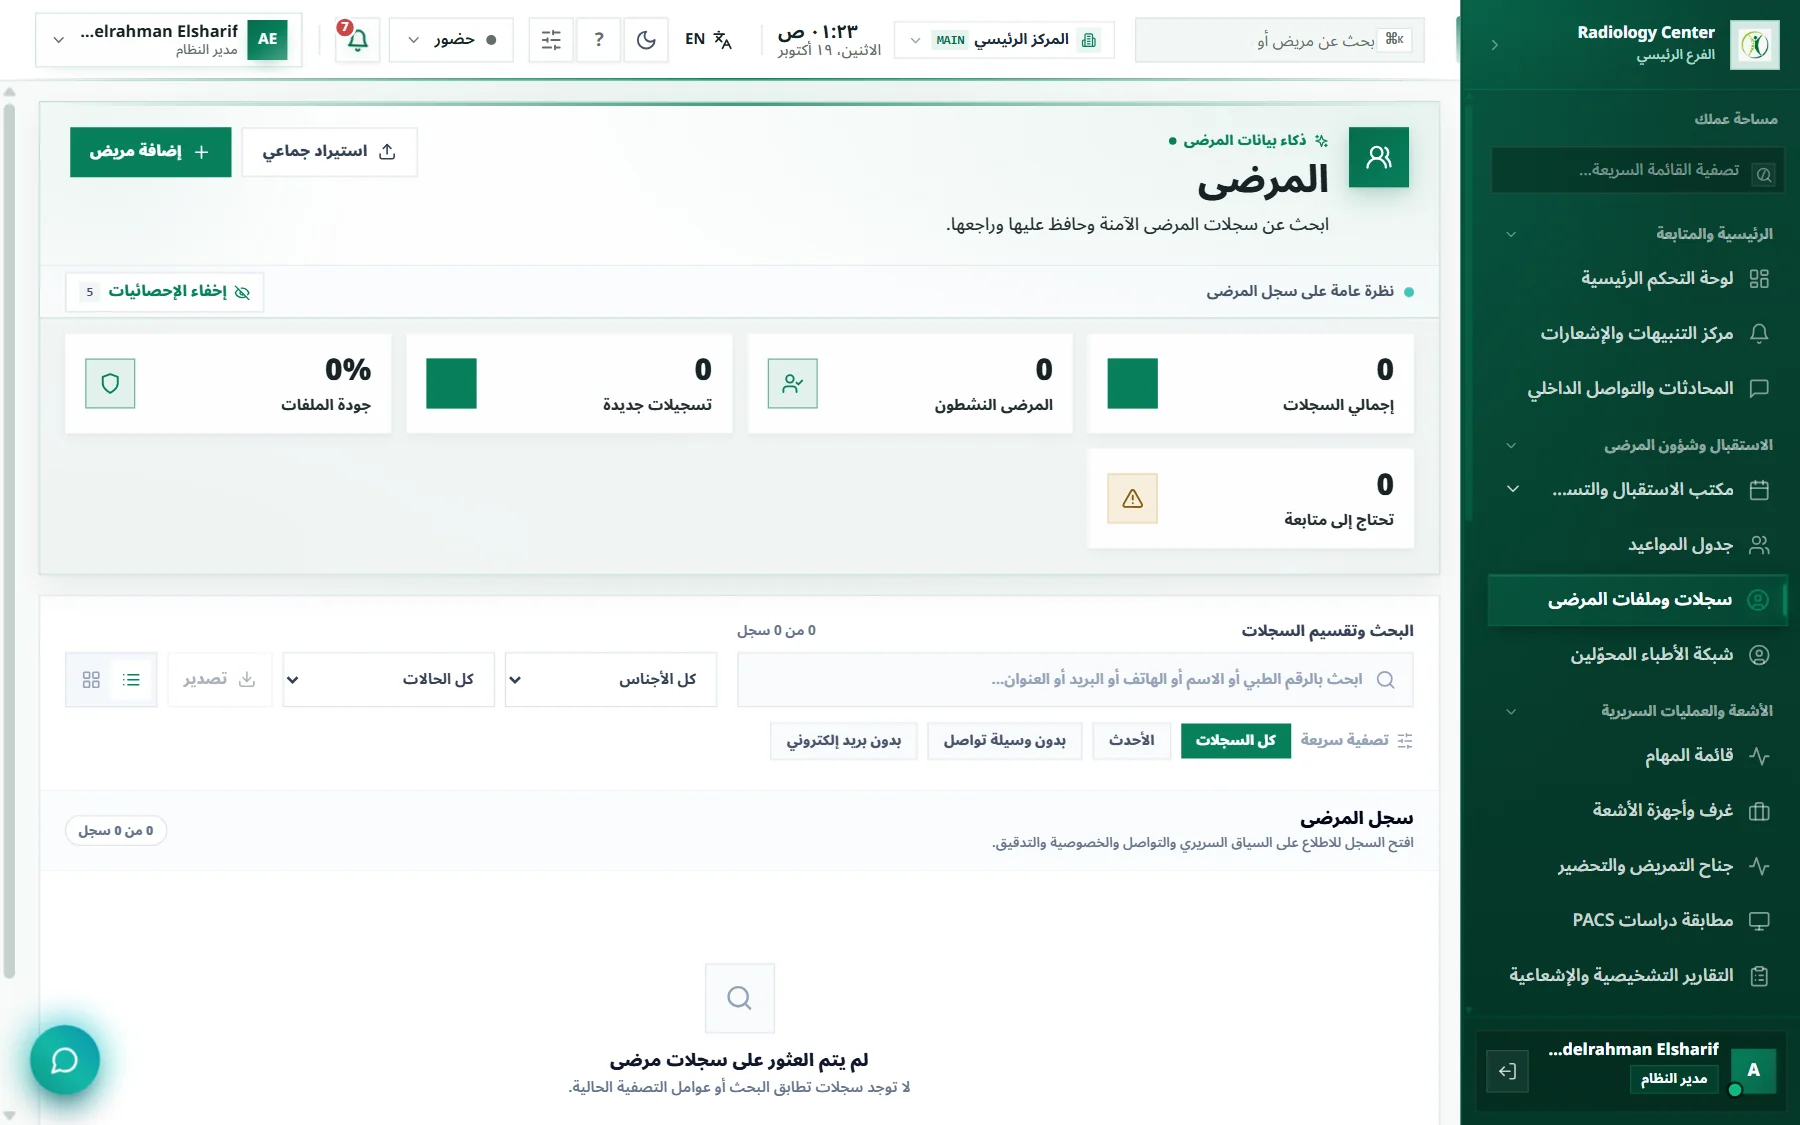 Radiology Center
الفرع الرئيسي
مساحة عملك
تصفية القائمة السريعة...
الرئيسية والمتابعة
لوحة التحكم الرئيسية
مركز التنبيهات والإشعارات
المحادثات والتواصل الداخلي
الاستقبال وشؤون المرضى
مكتب الاستقبال والتس...
جدول المواعيد
سجلات وملفات المرضى
شبكة الأطباء المحوّلين
الأشعة والعمليات السريرية
قائمة المهام
غرف وأجهزة الأشعة
جناح التمريض والتحضير
مطابقة دراسات PACS
التقارير التشخيصية والإشعاعية
A
...delrahman Elsharif
مدير النظام
بحث عن مريض أو
⌘K
المركز الرئيسي MAIN
٠١:٢٣ ص
الاثنين، ١٩ أكتوبر
EN
?
حضور
7
AE
...elrahman Elsharif
مدير النظام
ذكاء بيانات المرضى
المرضى
ابحث عن سجلات المرضى الآمنة وحافظ عليها وراجعها.
استيراد جماعي
إضافة مريض
نظرة عامة على سجل المرضى
إخفاء الإحصائيات 5
0
إجمالي السجلات
0
المرضى النشطون
0
تسجيلات جديدة
0%
جودة الملفات
0
تحتاج إلى متابعة
البحث وتقسيم السجلات
0 من 0 سجل
ابحث بالرقم الطبي أو الاسم أو الهاتف أو البريد أو العنوان...
كل الأجناس
كل الحالات
تصدير
تصفية سريعة
كل السجلات
الأحدث
بدون وسيلة تواصل
بدون بريد إلكتروني
سجل المرضى
افتح السجل للاطلاع على السياق السريري والتواصل والخصوصية والتدقيق.
0 من 0 سجل
لم يتم العثور على سجلات مرضى
لا توجد سجلات تطابق البحث أو عوامل التصفية الحالية.